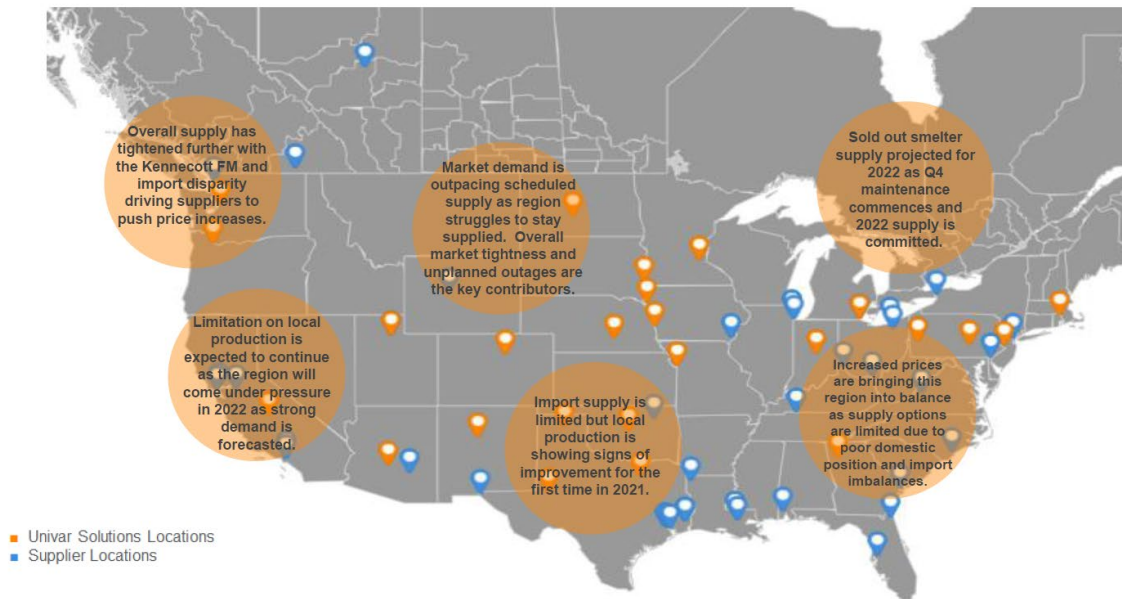 Overall supply has
tightened further with
the Kennecott FM and
import disparity
driving suppliers to
push price increases.
Market demand is
outpacing scheduled
supply as region
struggles to stay
supplied.  Overall
market tightness and
unplanned outages are
the key contributors.
Sold out smelter
supply projected for
2022 as Q4
maintenance
commences and
2022 supply is
committed.
Limitation on local
production is
expected to continue
as the region will
come under pressure
in 2022 as strong
demand is
forecasted.
Import supply is
limited but local
production is
showing signs of
improvement for the
first time in 2021.
Increased prices
are bringing this
region into balance
as supply options
are limited due to
poor domestic
position and import
imbalances.
Univar Solutions Locations
Supplier Locations